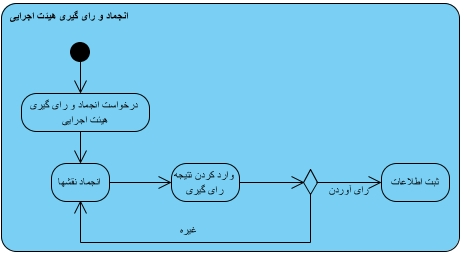 انجماد و رای گیری هیئت اجرایی
درخواست انجماد و رای گیری
هیئت اجرایی
انجماد نقشها
وارد کردن نتیجه
رای گیری
رای آوردن
ثبت اطلاعات
غیره